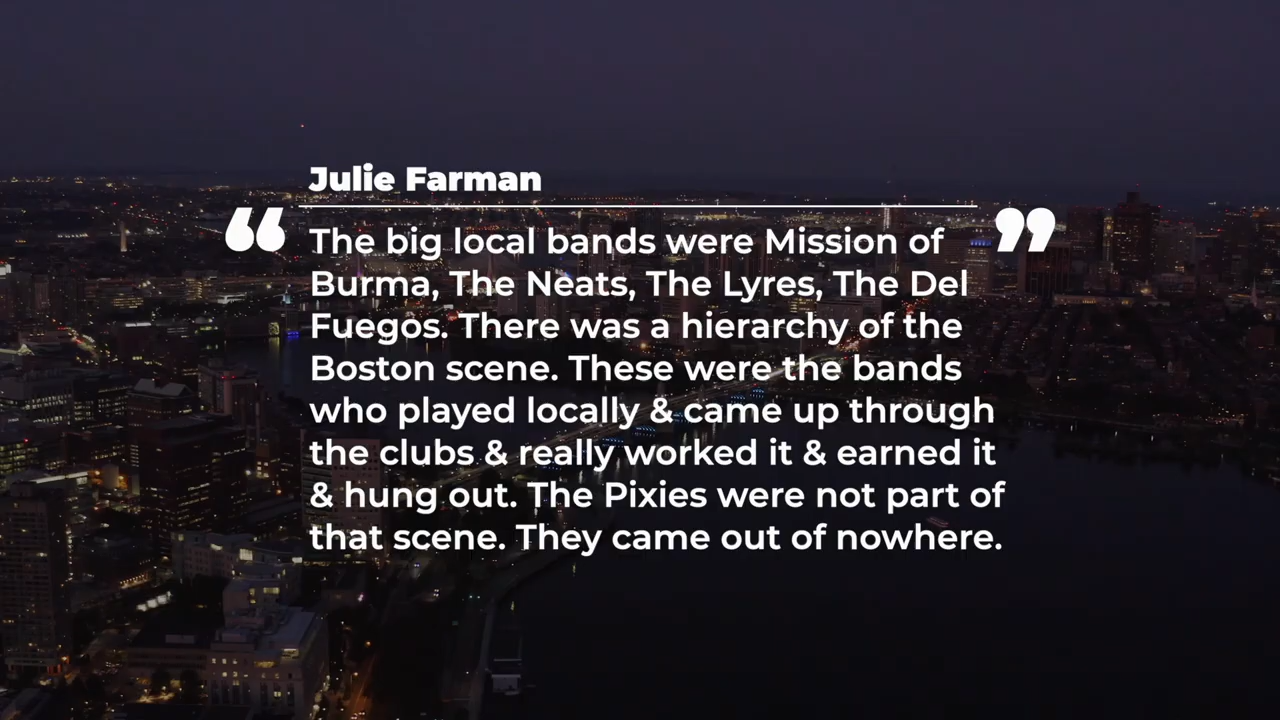 Julie Farman
“ The big local bands were Mission of ”
Burma, The Neats, The Lyres, The Del
Fuegos. There was a hierarchy of the
Boston scene. These were the bands
who played locally & came up through
the clubs & really worked it & earned it
& hung out. The Pixies were not part of
that scene. They came out of nowhere.